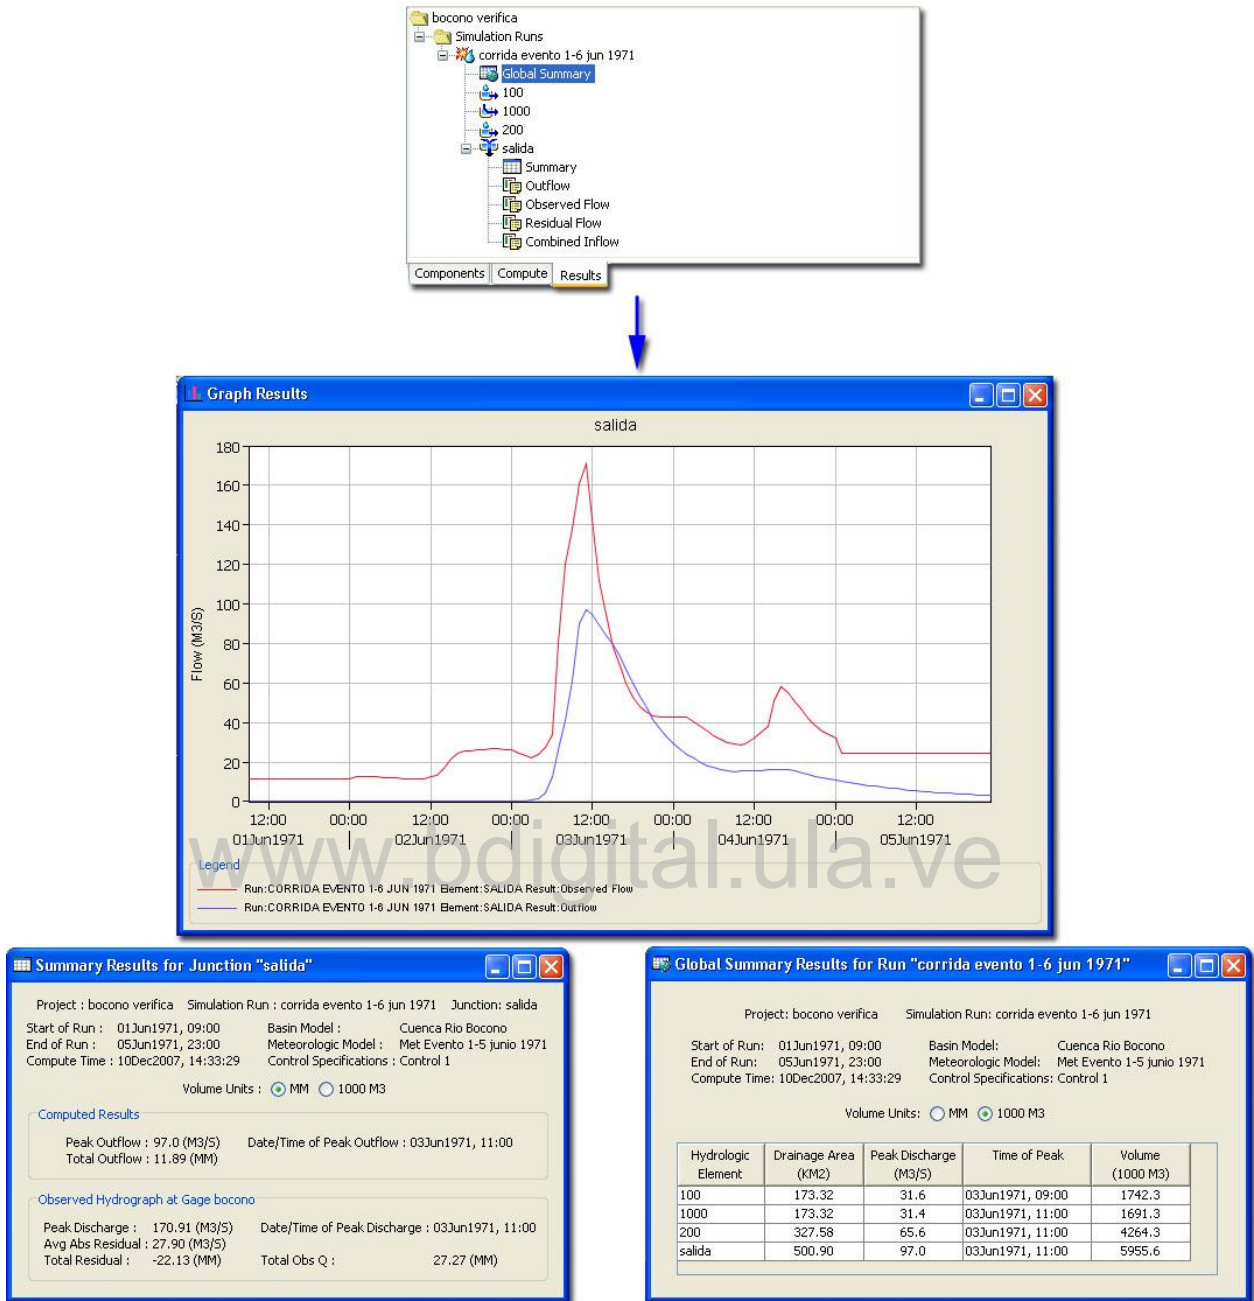 bocono verifica
Simulation Runs
corrida evento 1-6 jun 1971
Global Summary
100
1000
200
salida
Summary
Outflow
Observed Flow
Residual Flow
Combined Inflow
Components Compute Results
Graph Results
salida
Flow (M3/S)
180
160
140
120
100
80
60
40
20
0
12:00 00:00 12:00 00:00 12:00 00:00 12:00 00:00 12:00
01Jun1971 02Jun1971 03Jun1971 04Jun1971 05Jun1971
www.bdigital.ula.ve
Legend
Run:CORRIDA EVENTO 1-6 JUN 1971 Element:SALIDA Result:Observed Flow
Run:CORRIDA EVENTO 1-6 JUN 1971 Element:SALIDA Result:Outflow
Summary Results for Junction "salida"
Project : bocono verifica Simulation Run : corrida evento 1-6 jun 1971 Junction: salida
Start of Run : 01Jun1971, 09:00 Basin Model : Cuenca Rio Bocono
End of Run : 05Jun1971, 23:00 Meteorologic Model : Met Evento 1-5 junio 1971
Compute Time : 10Dec2007, 14:33:29 Control Specifications : Control 1
Volume Units : MM 1000 M3
Computed Results
Peak Outflow : 97.0 (M3/S) Date/Time of Peak Outflow : 03Jun1971, 11:00
Total Outflow : 11.89 (MM)
Observed Hydrograph at Gage bocono
Peak Discharge : 170.91 (M3/S) Date/Time of Peak Discharge : 03Jun1971, 11:00
Avg Abs Residual : 27.90 (M3/S)
Total Residual : -22.13 (MM) Total Obs Q : 27.27 (MM)
Global Summary Results for Run "corrida evento 1-6 jun 1971"
Project: bocono verifica Simulation Run: corrida evento 1-6 jun 1971
Start of Run: 01Jun1971, 09:00 Basin Model: Cuenca Rio Bocono
End of Run: 05Jun1971, 23:00 Meteorologic Model: Met Evento 1-5 junio 1971
Compute Time: 10Dec2007, 14:33:29 Control Specifications: Control 1
Volume Units: MM 1000 M3
Hydrologic Drainage Area Peak Discharge Time of Peak Volume
Element (KM2) (M3/S) (1000 M3)
100 173.32 31.6 03Jun1971, 09:00 1742.3
1000 173.32 31.4 03Jun1971, 11:00 1691.3
200 327.58 65.6 03Jun1971, 11:00 4264.3
salida 500.90 97.0 03Jun1971, 11:00 5955.6